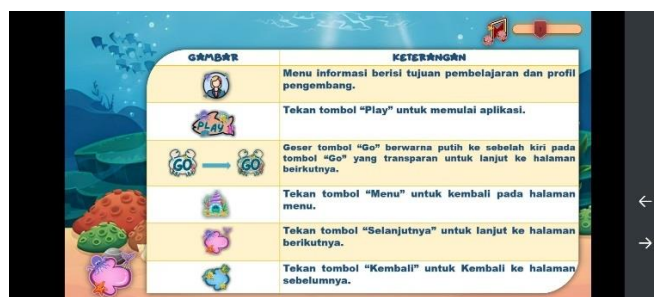 GAMBAR KETERANGAN
Menu informasi berisi tujuan pembelajaran dan profil
pengembang.
PLAY
Tekan tombol “Play” untuk memulai aplikasi.
GO GO
Geser tombol “Go” berwarna putih ke sebelah kiri pada
tombol “Go” yang transparan untuk lanjut ke halaman
beirkutnya.
Tekan tombol “Menu” untuk kembali pada halaman
menu.
Tekan tombol “Selanjutnya” untuk lanjut ke halaman
berikutnya.
Tekan tombol “Kembali” untuk Kembali ke halaman
sebelumnya.